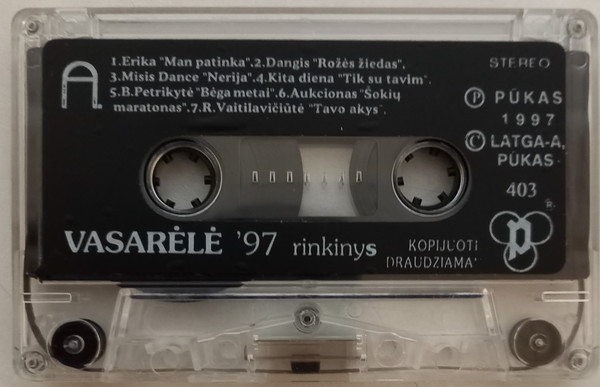 A
1.Erika "Man patinka".2.Dangis "Rožės žiedas".
3.Misis Dance "Nerija".4.Kita diena "Tik su tavim".
5.B.Petrikytė "Bėga metai".6.Aukcionas "Šokių
maratonas".7.R.Vaitilavičiūtė "Tavo akys".
STEREO
Ⓟ PŪKAS
1997
© LATGA-A,
PŪKAS
403
VASARĖLĖ '97 rinkinys
KOPIJUOTI
DRAUDŽIAMA
p ®